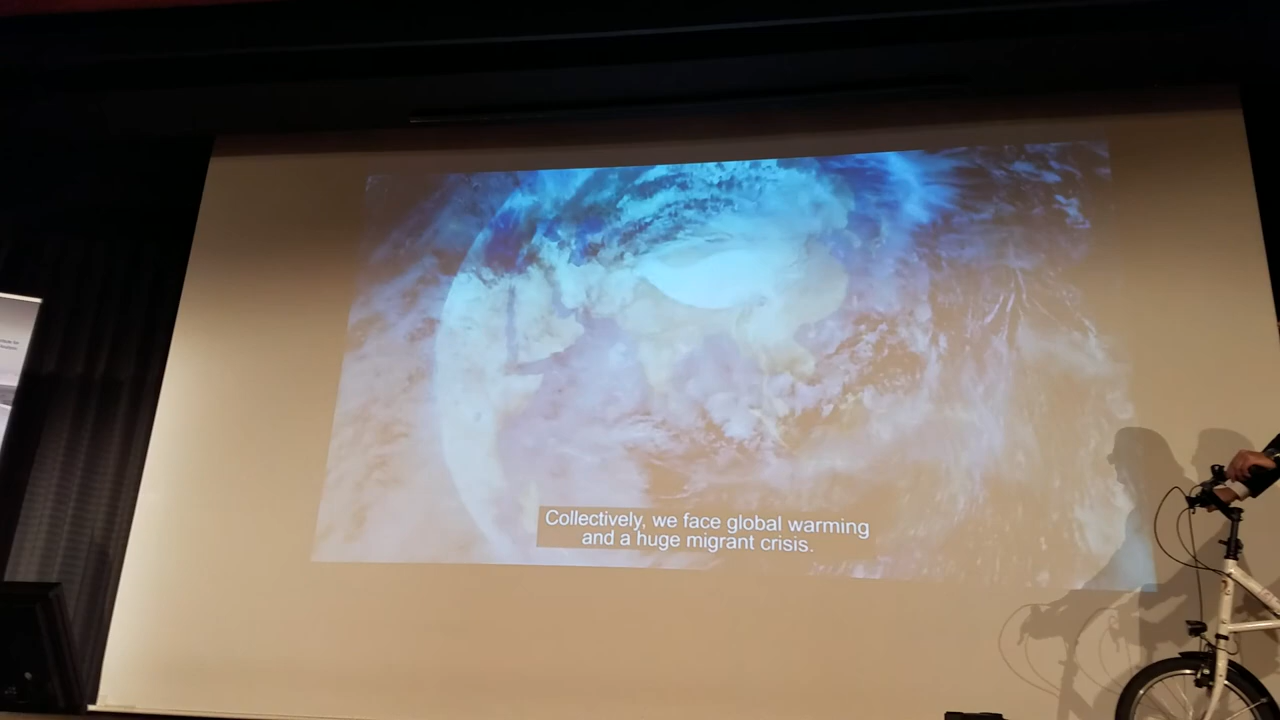 Collectively, we face global warming
and a huge migrant crisis.